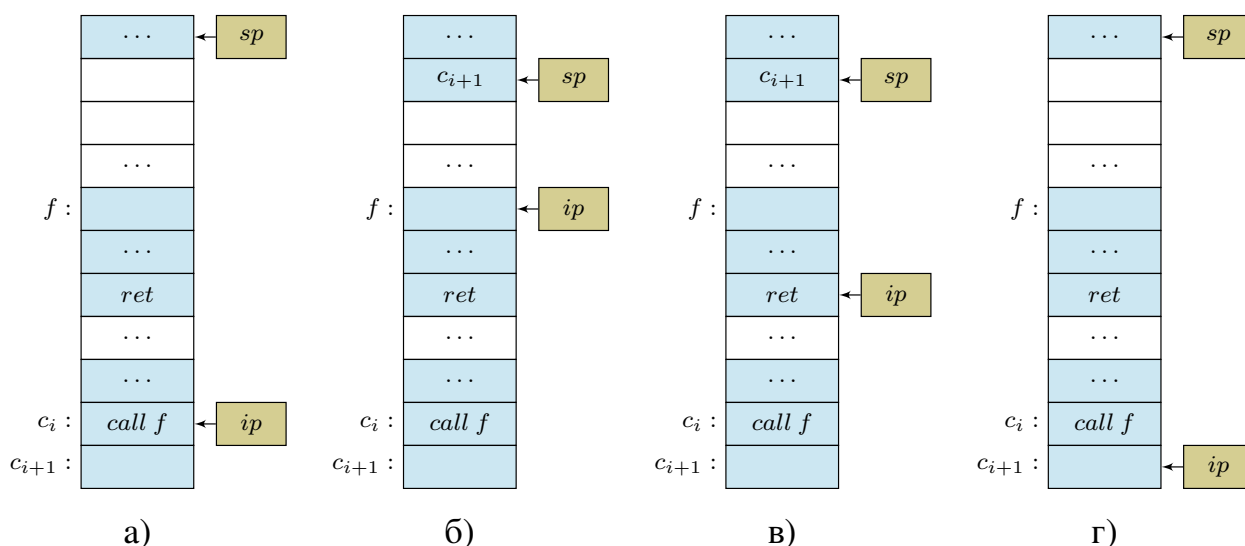 ... sp ... ... ... sp
c_{i+1} sp c_{i+1} sp
... ... ... ...
f : f : ip f : f :
... ... ... ...
ret ret ret ip ret
... ... ... ...
... ... ... ...
c_i : call f ip c_i : call f c_i : call f c_i : call f
c_{i+1} : c_{i+1} : c_{i+1} : c_{i+1} : ip
а) б) в) г)